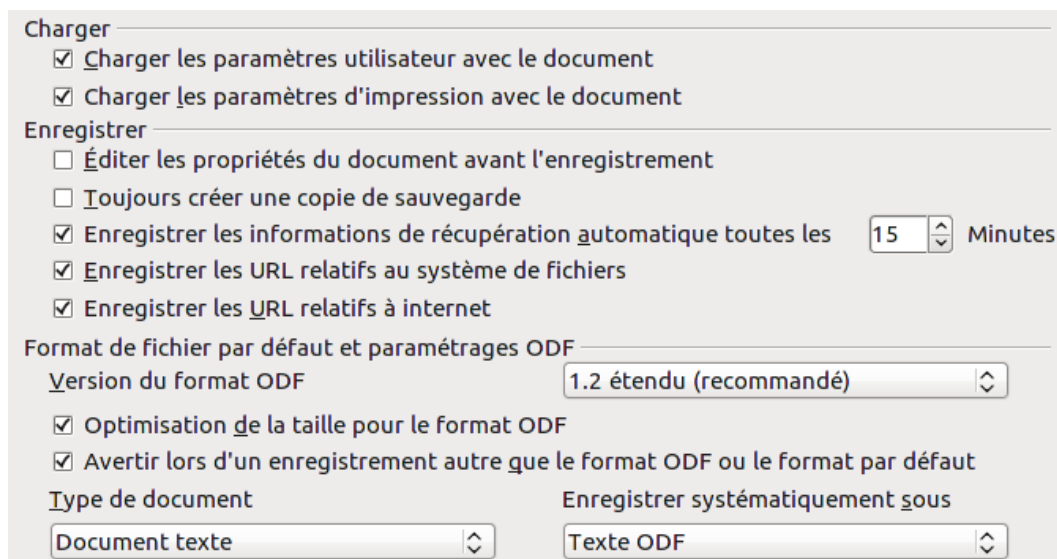 Charger
Charger les paramètres utilisateur avec le document
Charger les paramètres d'impression avec le document
Enregistrer
Éditer les propriétés du document avant l'enregistrement
Toujours créer une copie de sauvegarde
Enregistrer les informations de récupération automatique toutes les 15 Minutes
Enregistrer les URL relatifs au système de fichiers
Enregistrer les URL relatifs à internet
Format de fichier par défaut et paramétrages ODF
Version du format ODF 1.2 étendu (recommandé)
Optimisation de la taille pour le format ODF
Avertir lors d'un enregistrement autre que le format ODF ou le format par défaut
Type de document Enregistrer systématiquement sous
Document texte Texte ODF